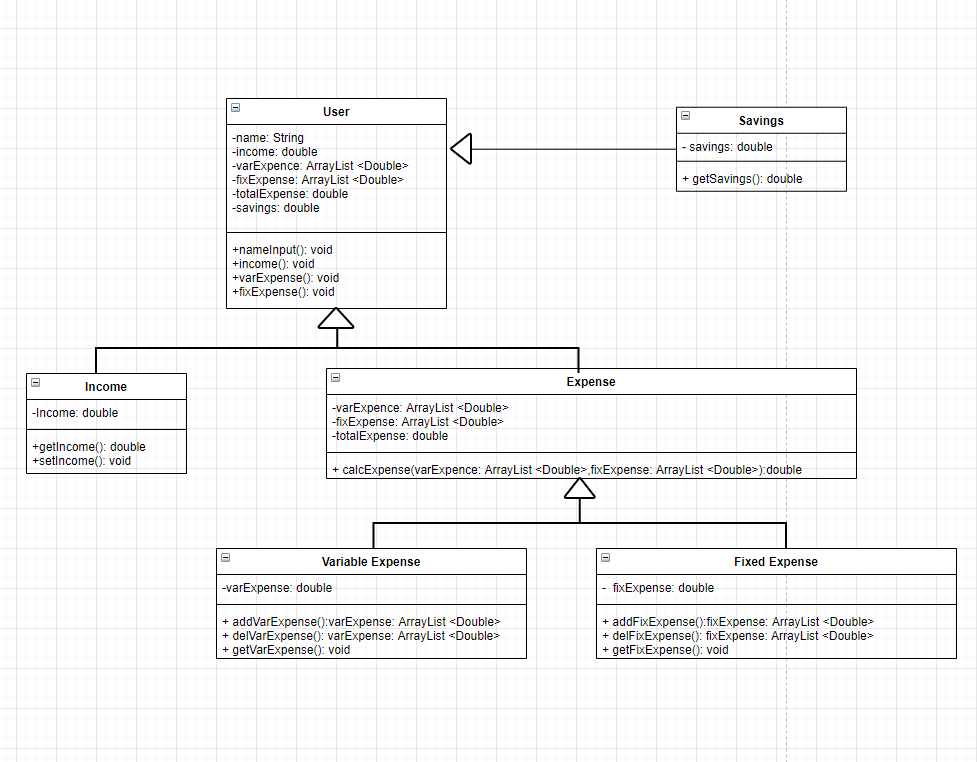 User
-name: String
-income: double
-varExpence: ArrayList <Double>
-fixExpense: ArrayList <Double>
-totalExpense: double
-savings: double
+nameInput(): void
+income(): void
+varExpense(): void
+fixExpense(): void
Savings
- savings: double
+ getSavings(): double
Income
-Income: double
+getIncome(): double
+setIncome(): void
Expense
-varExpence: ArrayList <Double>
-fixExpense: ArrayList <Double>
-totalExpense: double
+ calcExpense(varExpence: ArrayList <Double>,fixExpense: ArrayList <Double>):double
Variable Expense
-varExpense: double
+ addVarExpense():varExpense: ArrayList <Double>
+ delVarExpense(): varExpense: ArrayList <Double>
+ getVarExpense(): void
Fixed Expense
- fixExpense: double
+ addFixExpense():fixExpense: ArrayList <Double>
+ delFixExpense(): fixExpense: ArrayList <Double>
+ getFixExpense(): void